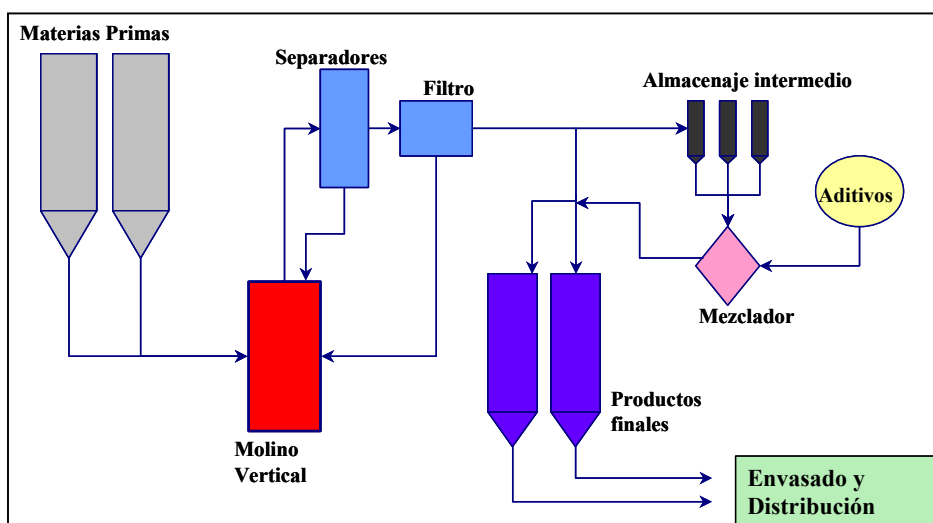 Materias Primas
Separadores
Filtro
Almacenaje intermedio
Aditivos
Mezclador
Productos
finales
Molino
Vertical
Envasado y
Distribución